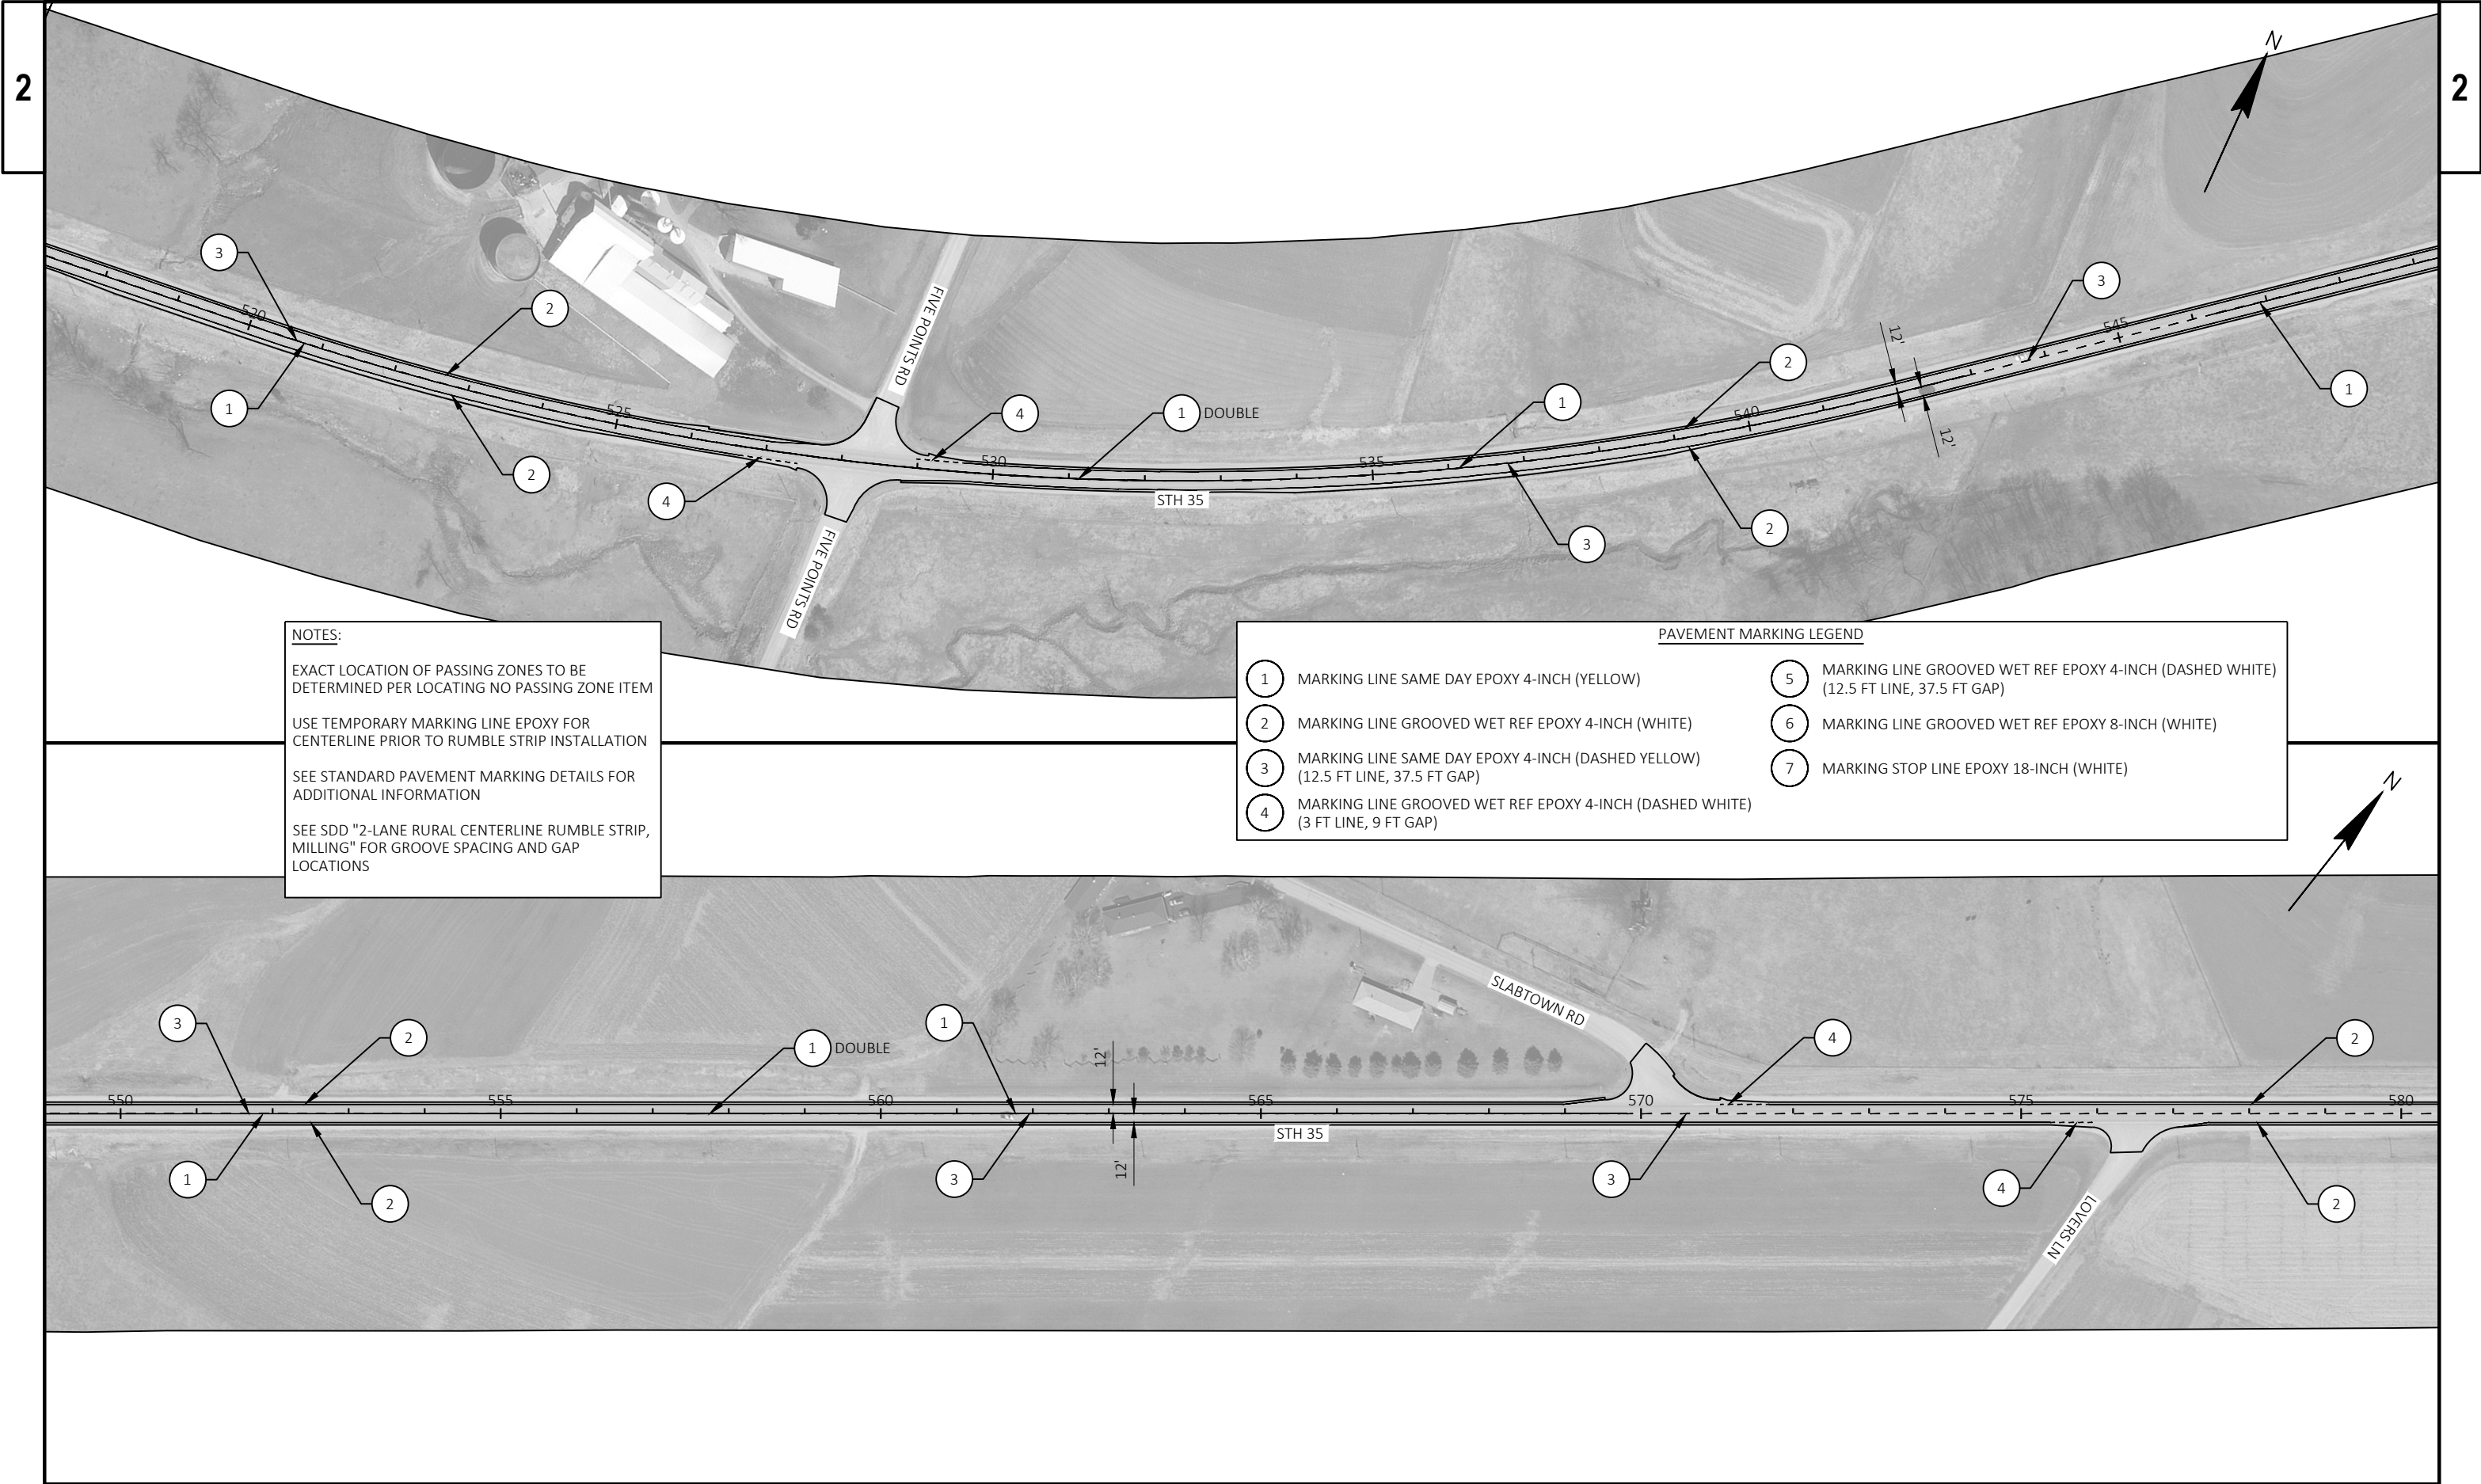 2
2
N
3
520
2
1
525
2
4
FIVE POINTS RD
FIVE POINTS RD
4
530
1 DOUBLE
STH 35
535
1
3
2
540
2
12'
12'
3
545
1
NOTES:
EXACT LOCATION OF PASSING ZONES TO BE
DETERMINED PER LOCATING NO PASSING ZONE ITEM
USE TEMPORARY MARKING LINE EPOXY FOR
CENTERLINE PRIOR TO RUMBLE STRIP INSTALLATION
SEE STANDARD PAVEMENT MARKING DETAILS FOR
ADDITIONAL INFORMATION
SEE SDD "2-LANE RURAL CENTERLINE RUMBLE STRIP,
MILLING" FOR GROOVE SPACING AND GAP
LOCATIONS
PAVEMENT MARKING LEGEND
1 MARKING LINE SAME DAY EPOXY 4-INCH (YELLOW)
2 MARKING LINE GROOVED WET REF EPOXY 4-INCH (WHITE)
3 MARKING LINE SAME DAY EPOXY 4-INCH (DASHED YELLOW)
(12.5 FT LINE, 37.5 FT GAP)
4 MARKING LINE GROOVED WET REF EPOXY 4-INCH (DASHED WHITE)
(3 FT LINE, 9 FT GAP)
5 MARKING LINE GROOVED WET REF EPOXY 4-INCH (DASHED WHITE)
(12.5 FT LINE, 37.5 FT GAP)
6 MARKING LINE GROOVED WET REF EPOXY 8-INCH (WHITE)
7 MARKING STOP LINE EPOXY 18-INCH (WHITE)
N
3
2
1 DOUBLE
1
12'
SLABTOWN RD
4
2
550
555
560
565
570
575
580
STH 35
12'
1
2
3
3
4
LOVERS LN
2